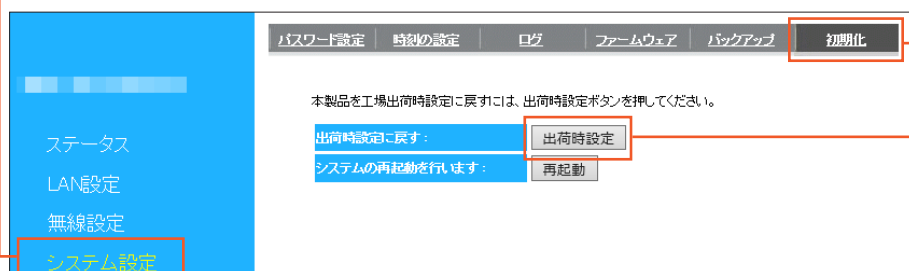 パスワード設定 時刻の設定 ログ ファームウェア バックアップ 初期化
本製品を工場出荷時設定に戻すには、出荷時設定ボタンを押してください。
出荷時設定に戻す： 出荷時設定
システムの再起動を行います： 再起動
ステータス
LAN設定
無線設定
システム設定